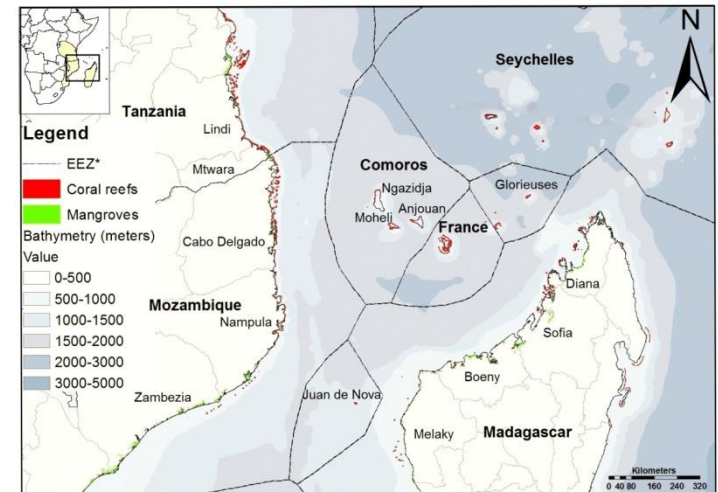 N
Seychelles
Tanzania
Legend
Lindi
EEZ*
Mtwara
Comoros
Coral reefs
Ngazidja
Glorieuses
Mangroves
Moheli
Anjouan
Bathymetry (meters)
Cabo Delgado
France
Value
0-500
Diana
500-1000
Mozambique
1000-1500
Nampula
Sofia
1500-2000
2000-3000
Boeny
3000-5000
Zambezia
Juan de Nova
Melaky
Madagascar
Kilometers
0 40 80 160 240 320